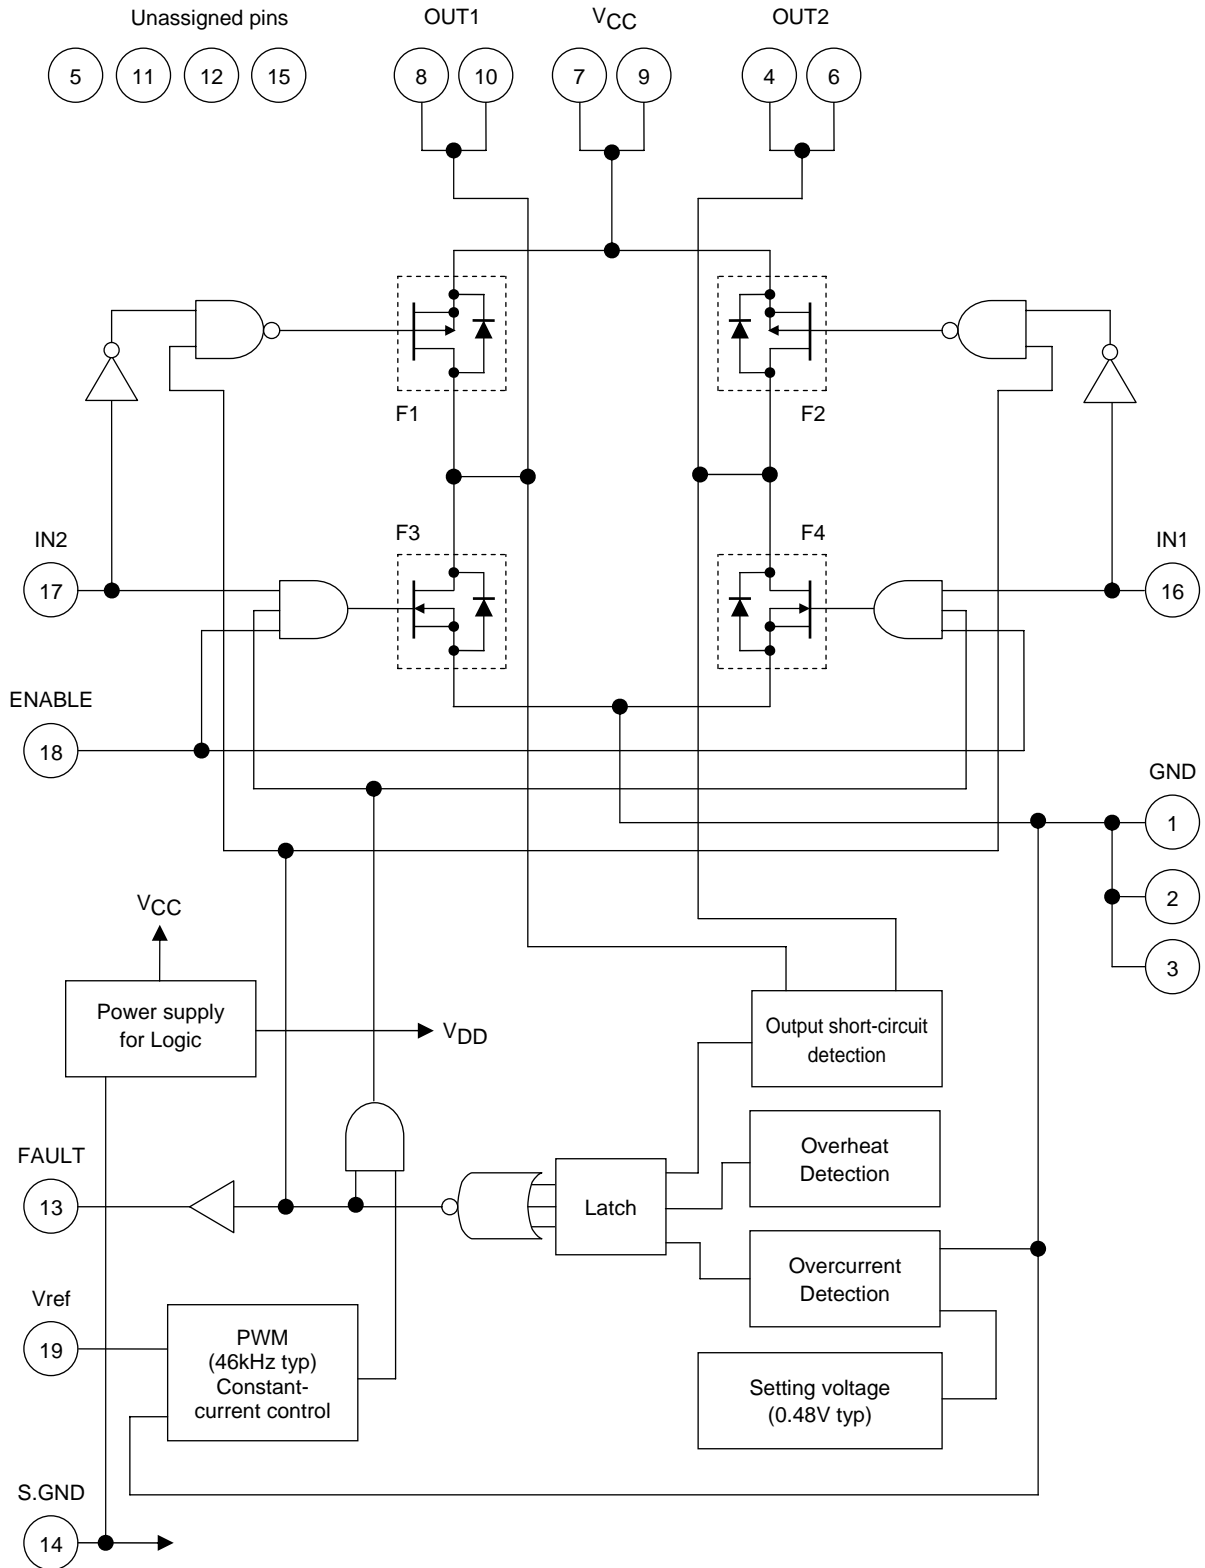 Unassigned pins
OUT1
VCC
OUT2
5
11
12
15
8
10
7
9
4
6
F1
F2
F3
F4
IN2
17
IN1
16
ENABLE
18
GND
1
2
3
VCC
Power supply
for Logic
VDD
Output short-circuit
detection
Overheat
Detection
FAULT
13
Latch
Overcurrent
Detection
Vref
19
PWM
(46kHz typ)
Constant-
current control
Setting voltage
(0.48V typ)
S.GND
14